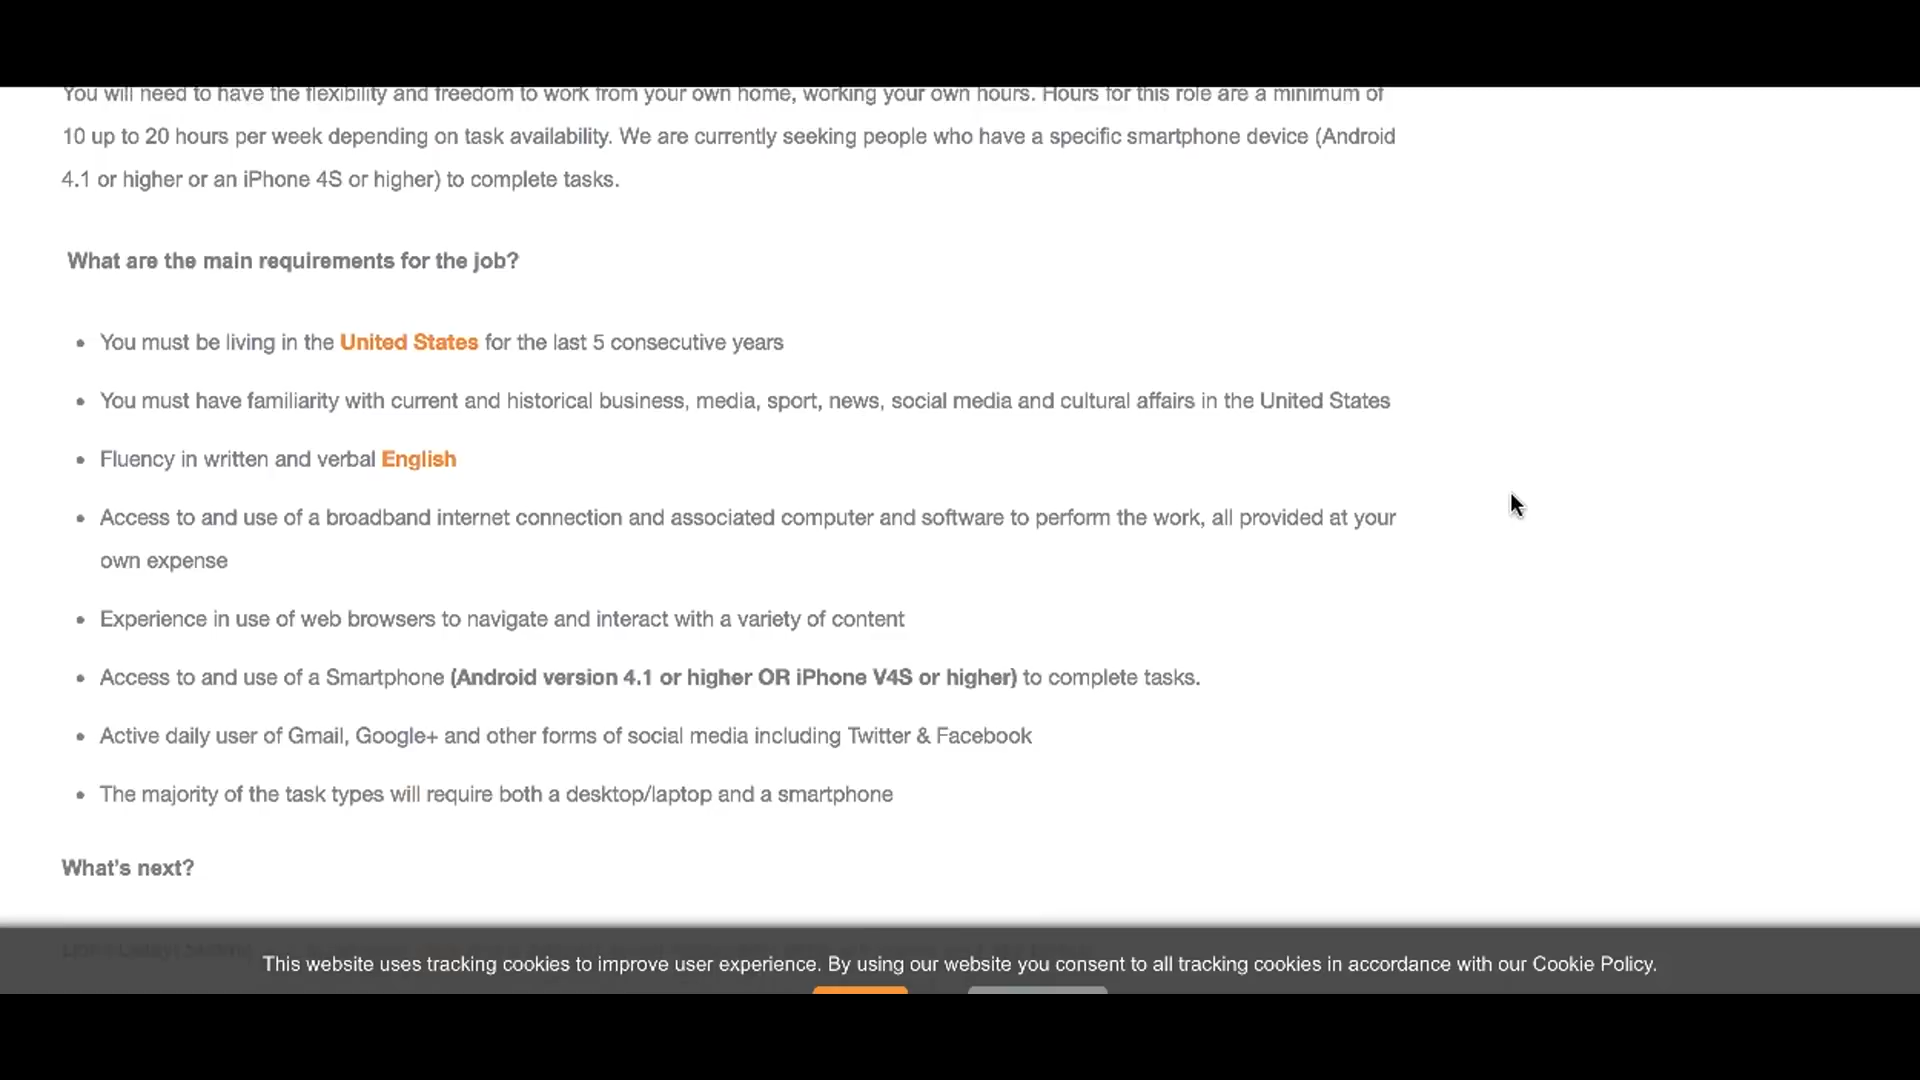 You will need to have the flexibility and freedom to work from your own home, working your own hours. Hours for this role are a minimum of
10 up to 20 hours per week depending on task availability. We are currently seeking people who have a specific smartphone device (Android
4.1 or higher or an iPhone 4S or higher) to complete tasks.
What are the main requirements for the job?
• You must be living in the United States for the last 5 consecutive years
• You must have familiarity with current and historical business, media, sport, news, social media and cultural affairs in the United States
• Fluency in written and verbal English
• Access to and use of a broadband internet connection and associated computer and software to perform the work, all provided at your
own expense
• Experience in use of web browsers to navigate and interact with a variety of content
• Access to and use of a Smartphone (Android version 4.1 or higher OR iPhone V4S or higher) to complete tasks.
• Active daily user of Gmail, Google+ and other forms of social media including Twitter & Facebook
• The majority of the task types will require both a desktop/laptop and a smartphone
What's next?
This website uses tracking cookies to improve user experience. By using our website you consent to all tracking cookies in accordance with our Cookie Policy.